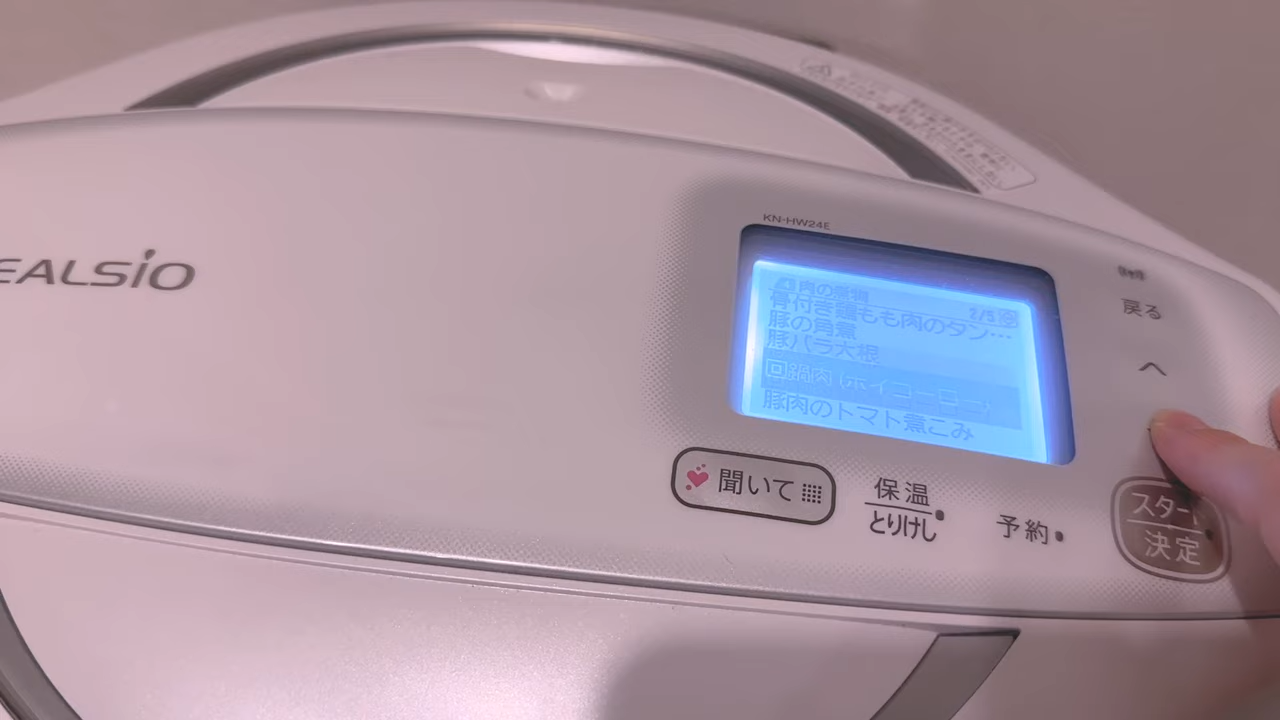 EALSIO
KN-HW24E
肉の煮物
2/5
骨付き鶏もも肉のタン…
豚の角煮
豚バラ大根
回鍋肉(ホイコーロー)
豚肉のトマト煮こみ
戻る
聞いて
保温
とりけし
予約
スタート
決定